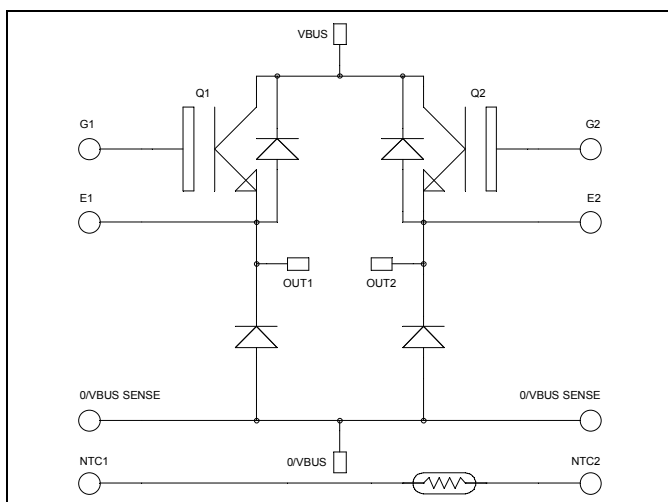 VBUS
Q1
Q2
G1
G2
E1
E2
OUT1
OUT2
0/VBUS SENSE
0/VBUS SENSE
0/VBUS
NTC1
NTC2